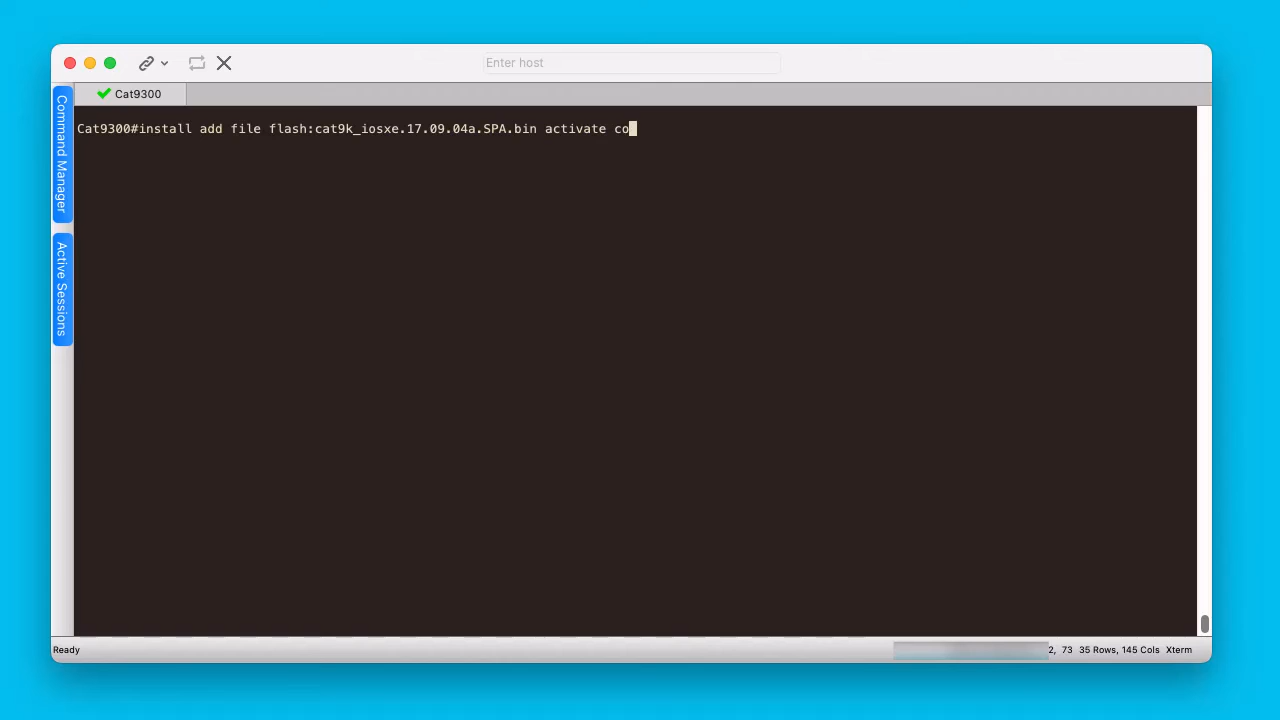 Enter host
Cat9300
Cat9300#install add file flash:cat9k_iosxe.17.09.04a.SPA.bin activate co
Command Manager
Active Sessions
Ready
2, 73 35 Rows, 145 Cols Xterm